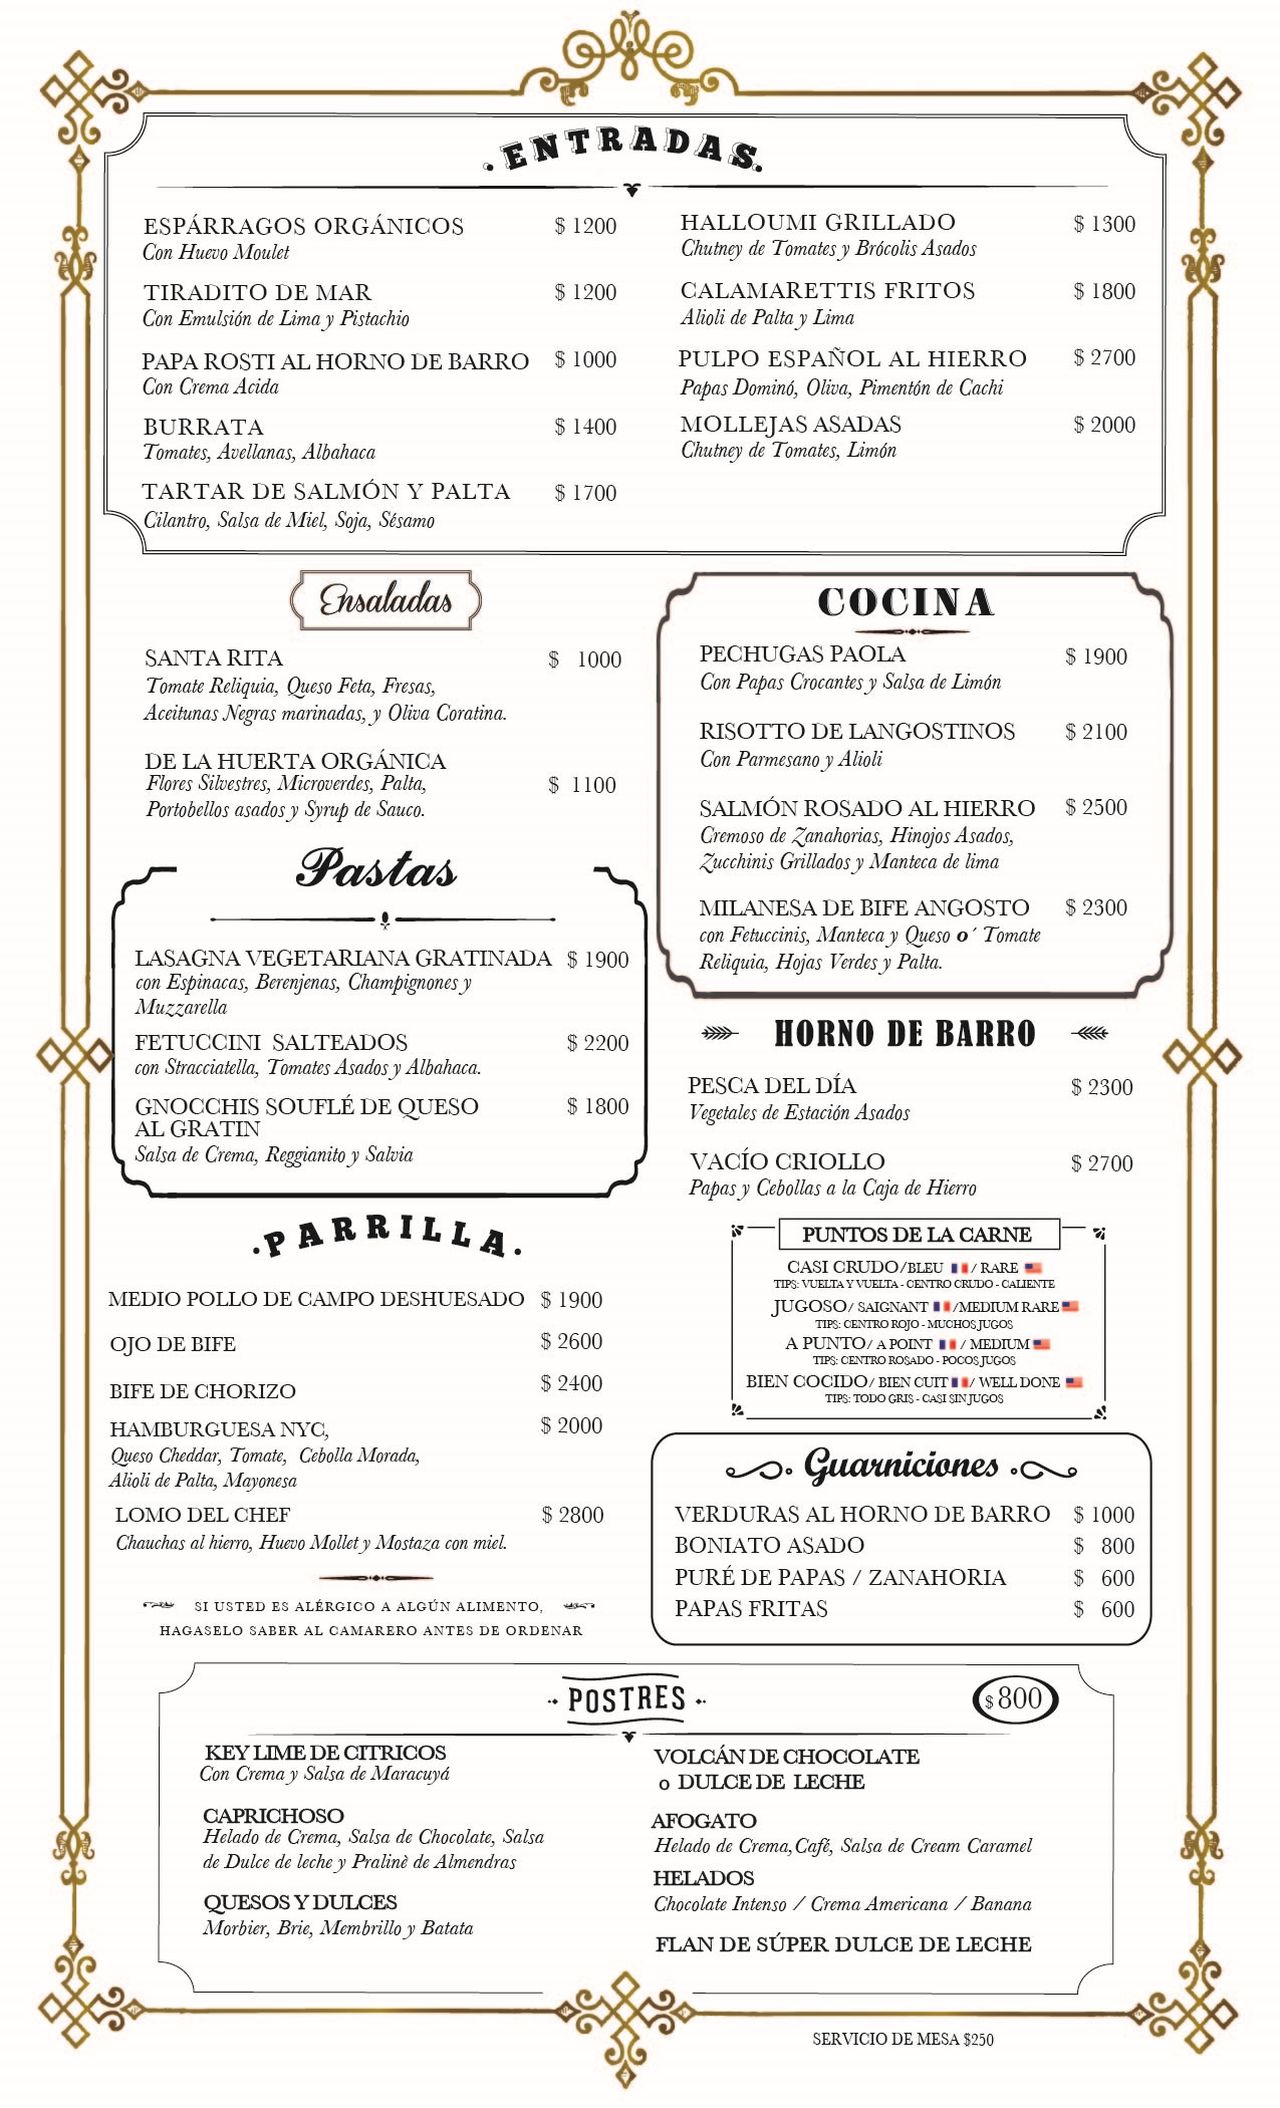 .ENTRADAS.
ESPÁRRAGOS ORGÁNICOS $ 1200
Con Huevo Moulet
TIRADITO DE MAR $ 1200
Con Emulsión de Lima y Pistachio
PAPA ROSTI AL HORNO DE BARRO $ 1000
Con Crema Acida
BURRATA $ 1400
Tomates, Avellanas, Albahaca
TARTAR DE SALMÓN Y PALTA $ 1700
Cilantro, Salsa de Miel, Soja, Sésamo
HALLOUMI GRILLADO $ 1300
Chutney de Tomates y Brócolis Asados
CALAMARETTIS FRITOS $ 1800
Alioli de Palta y Lima
PULPO ESPAÑOL AL HIERRO $ 2700
Papas Dominó, Oliva, Pimentón de Cachi
MOLLEJAS ASADAS $ 2000
Chutney de Tomates, Limón
Ensaladas
SANTA RITA $ 1000
Tomate Reliquia, Queso Feta, Fresas,
Aceitunas Negras marinadas, y Oliva Coratina.
DE LA HUERTA ORGÁNICA
Flores Silvestres, Microverdes, Palta, $ 1100
Portobellos asados y Syrup de Sauco.
Pastas
LASAGNA VEGETARIANA GRATINADA $ 1900
con Espinacas, Berenjenas, Champignones y
Muzzarella
FETUCCINI SALTEADOS $ 2200
con Stracciatella, Tomates Asados y Albahaca.
GNOCCHIS SOUFLÉ DE QUESO $ 1800
AL GRATIN
Salsa de Crema, Reggianito y Salvia
.PARRILLA.
MEDIO POLLO DE CAMPO DESHUESADO $ 1900
OJO DE BIFE $ 2600
BIFE DE CHORIZO $ 2400
HAMBURGUESA NYC, $ 2000
Queso Cheddar, Tomate, Cebolla Morada,
Alioli de Palta, Mayonesa
LOMO DEL CHEF $ 2800
Chauchas al hierro, Huevo Mollet y Mostaza con miel.
SI USTED ES ALÉRGICO A ALGÚN ALIMENTO,
HAGASELO SABER AL CAMARERO ANTES DE ORDENAR
COCINA
PECHUGAS PAOLA $ 1900
Con Papas Crocantes y Salsa de Limón
RISOTTO DE LANGOSTINOS $ 2100
Con Parmesano y Alioli
SALMÓN ROSADO AL HIERRO $ 2500
Cremoso de Zanahorias, Hinojos Asados,
Zucchinis Grillados y Manteca de lima
MILANESA DE BIFE ANGOSTO $ 2300
con Fetuccinis, Manteca y Queso o´ Tomate
Reliquia, Hojas Verdes y Palta.
HORNO DE BARRO
PESCA DEL DÍA $ 2300
Vegetales de Estación Asados
VACÍO CRIOLLO $ 2700
Papas y Cebollas a la Caja de Hierro
PUNTOS DE LA CARNE
CASI CRUDO/BLEU / RARE
TIPS: VUELTA Y VUELTA - CENTRO CRUDO - CALIENTE
JUGOSO/ SAIGNANT /MEDIUM RARE
TIPS: CENTRO ROJO - MUCHOS JUGOS
A PUNTO/ A POINT / MEDIUM
TIPS: CENTRO ROSADO - POCOS JUGOS
BIEN COCIDO/ BIEN CUIT / WELL DONE
TIPS: TODO GRIS - CASI SIN JUGOS
Guarniciones
VERDURAS AL HORNO DE BARRO $ 1000
BONIATO ASADO $ 800
PURÉ DE PAPAS / ZANAHORIA $ 600
PAPAS FRITAS $ 600
POSTRES $ 800
KEY LIME DE CITRICOS
Con Crema y Salsa de Maracuyá
CAPRICHOSO
Helado de Crema, Salsa de Chocolate, Salsa
de Dulce de leche y Pralinè de Almendras
QUESOS Y DULCES
Morbier, Brie, Membrillo y Batata
VOLCÁN DE CHOCOLATE
o DULCE DE LECHE
AFOGATO
Helado de Crema,Café, Salsa de Cream Caramel
HELADOS
Chocolate Intenso / Crema Americana / Banana
FLAN DE SÚPER DULCE DE LECHE
SERVICIO DE MESA $250